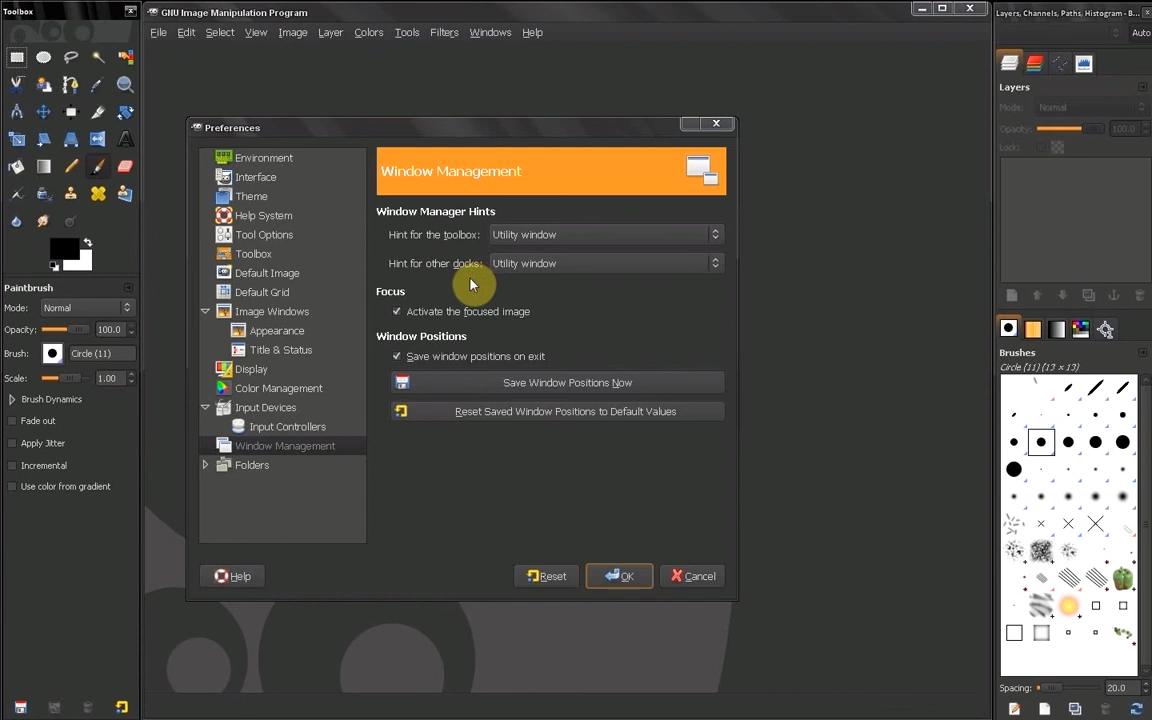 Toolbox
GNU Image Manipulation Program
Layers, Channels, Paths, Histogram - B...
File Edit Select View Image Layer Colors Tools Filters Windows Help
Auto
Layers
Mode: Normal
Opacity: 100.0
Lock:
Preferences
Environment
Interface
Theme
Help System
Tool Options
Toolbox
Default Image
Default Grid
Image Windows
Appearance
Title & Status
Display
Color Management
Input Devices
Input Controllers
Window Management
Folders
Window Management
Window Manager Hints
Hint for the toolbox: Utility window
Hint for other docks: Utility window
Focus
Activate the focused image
Window Positions
Save window positions on exit
Save Window Positions Now
Reset Saved Window Positions to Default Values
Help
Reset
OK
Cancel
Paintbrush
Mode: Normal
Opacity: 100.0
Brush: Circle (11)
Scale: 1.00
Brush Dynamics
Fade out
Apply Jitter
Incremental
Use color from gradient
Brushes
Circle (11) (13 × 13)
Spacing: 20.0